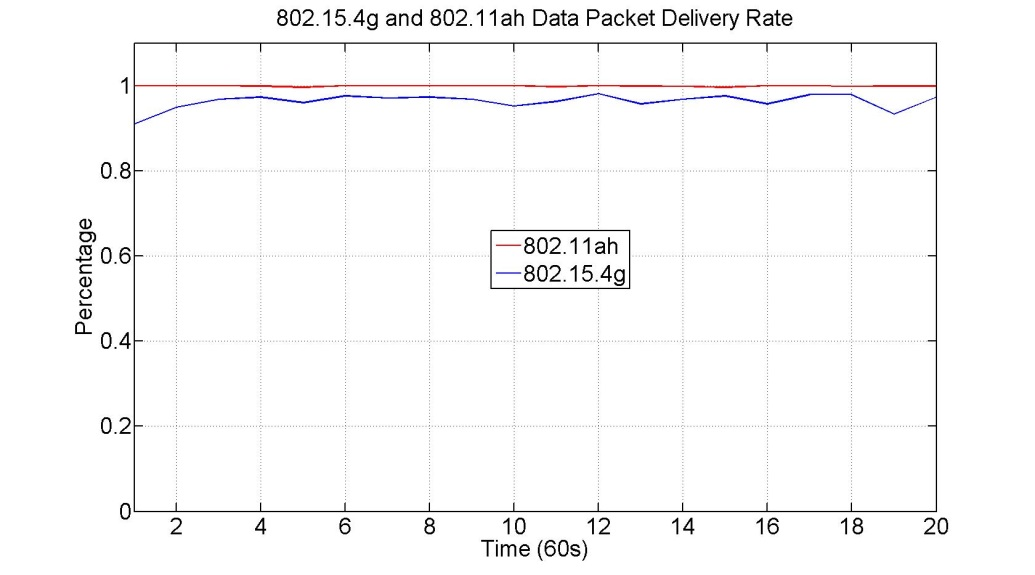 802.15.4g and 802.11ah Data Packet Delivery Rate
1
0.8
0.6
0.4
0.2
0
Percentage
802.11ah
802.15.4g
2 4 6 8 10 12 14 16 18 20
Time (60s)